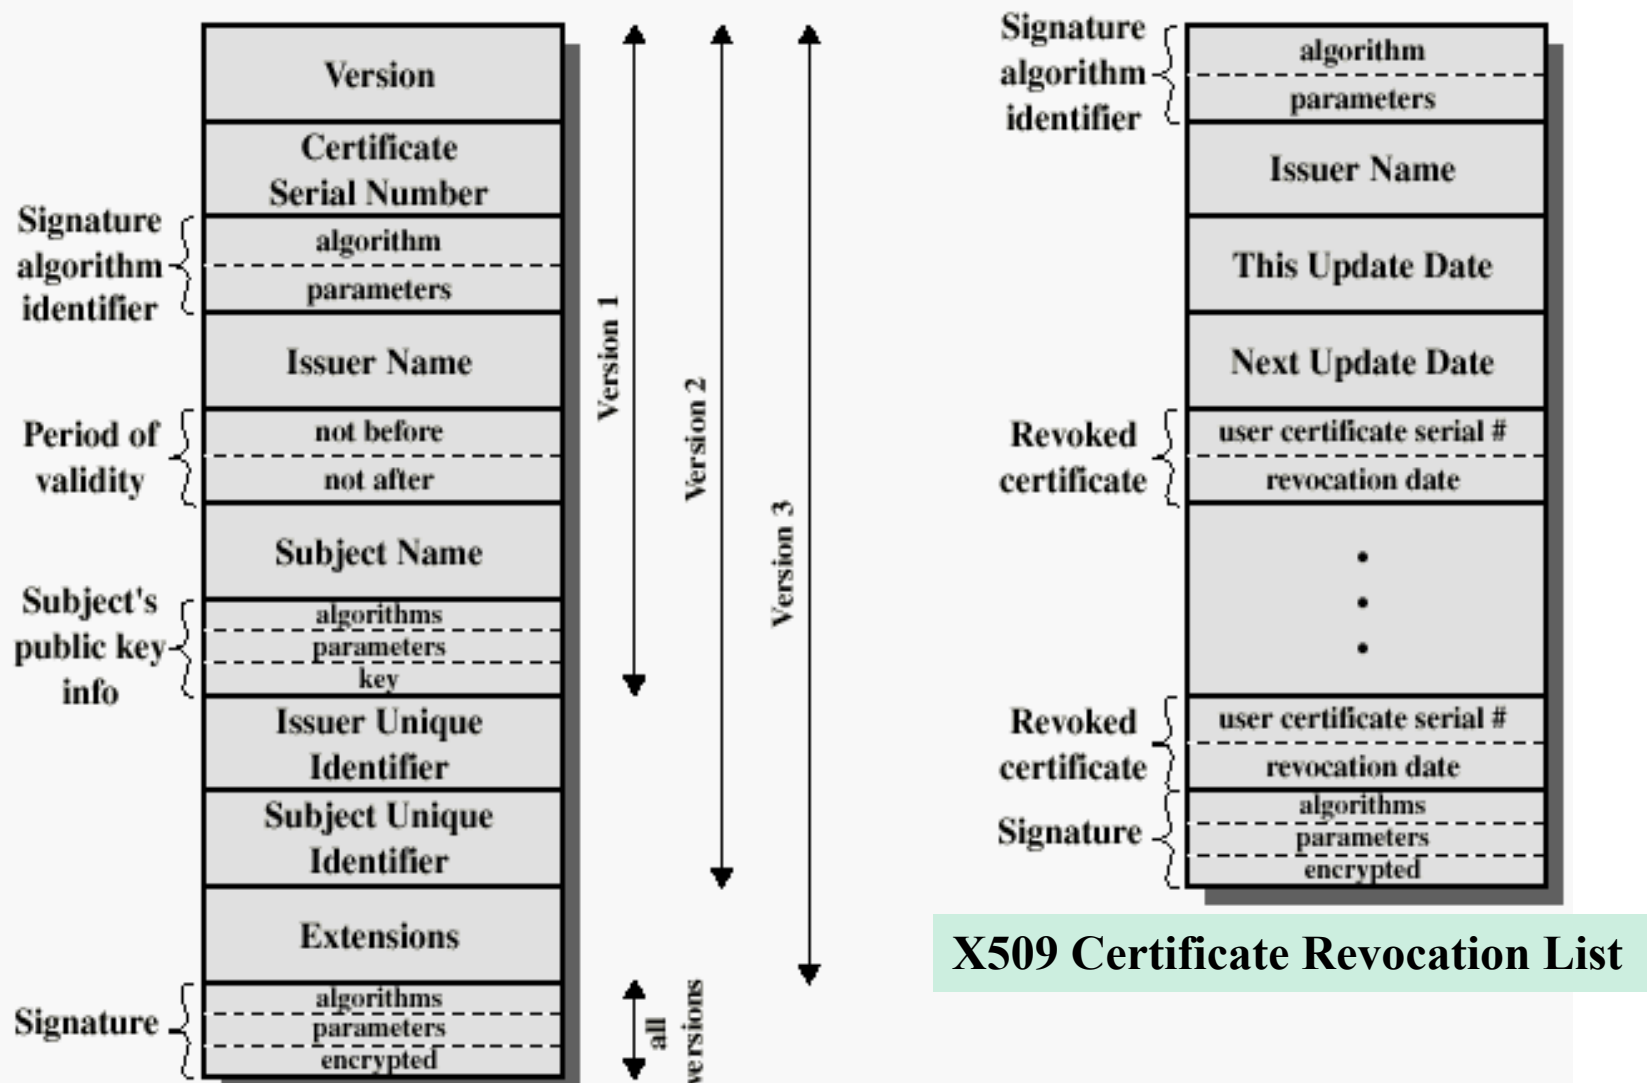 Version
Certificate
Serial Number
Signature
algorithm
identifier
algorithm
parameters
Issuer Name
Period of
validity
not before
not after
Subject Name
Subject's
public key
info
algorithms
parameters
key
Issuer Unique
Identifier
Subject Unique
Identifier
Extensions
Signature
algorithms
parameters
encrypted
Version 1
Version 2
Version 3
all
versions
Signature
algorithm
identifier
algorithm
parameters
Issuer Name
This Update Date
Next Update Date
Revoked
certificate
user certificate serial #
revocation date
Revoked
certificate
user certificate serial #
revocation date
Signature
algorithms
parameters
encrypted
X509 Certificate Revocation List